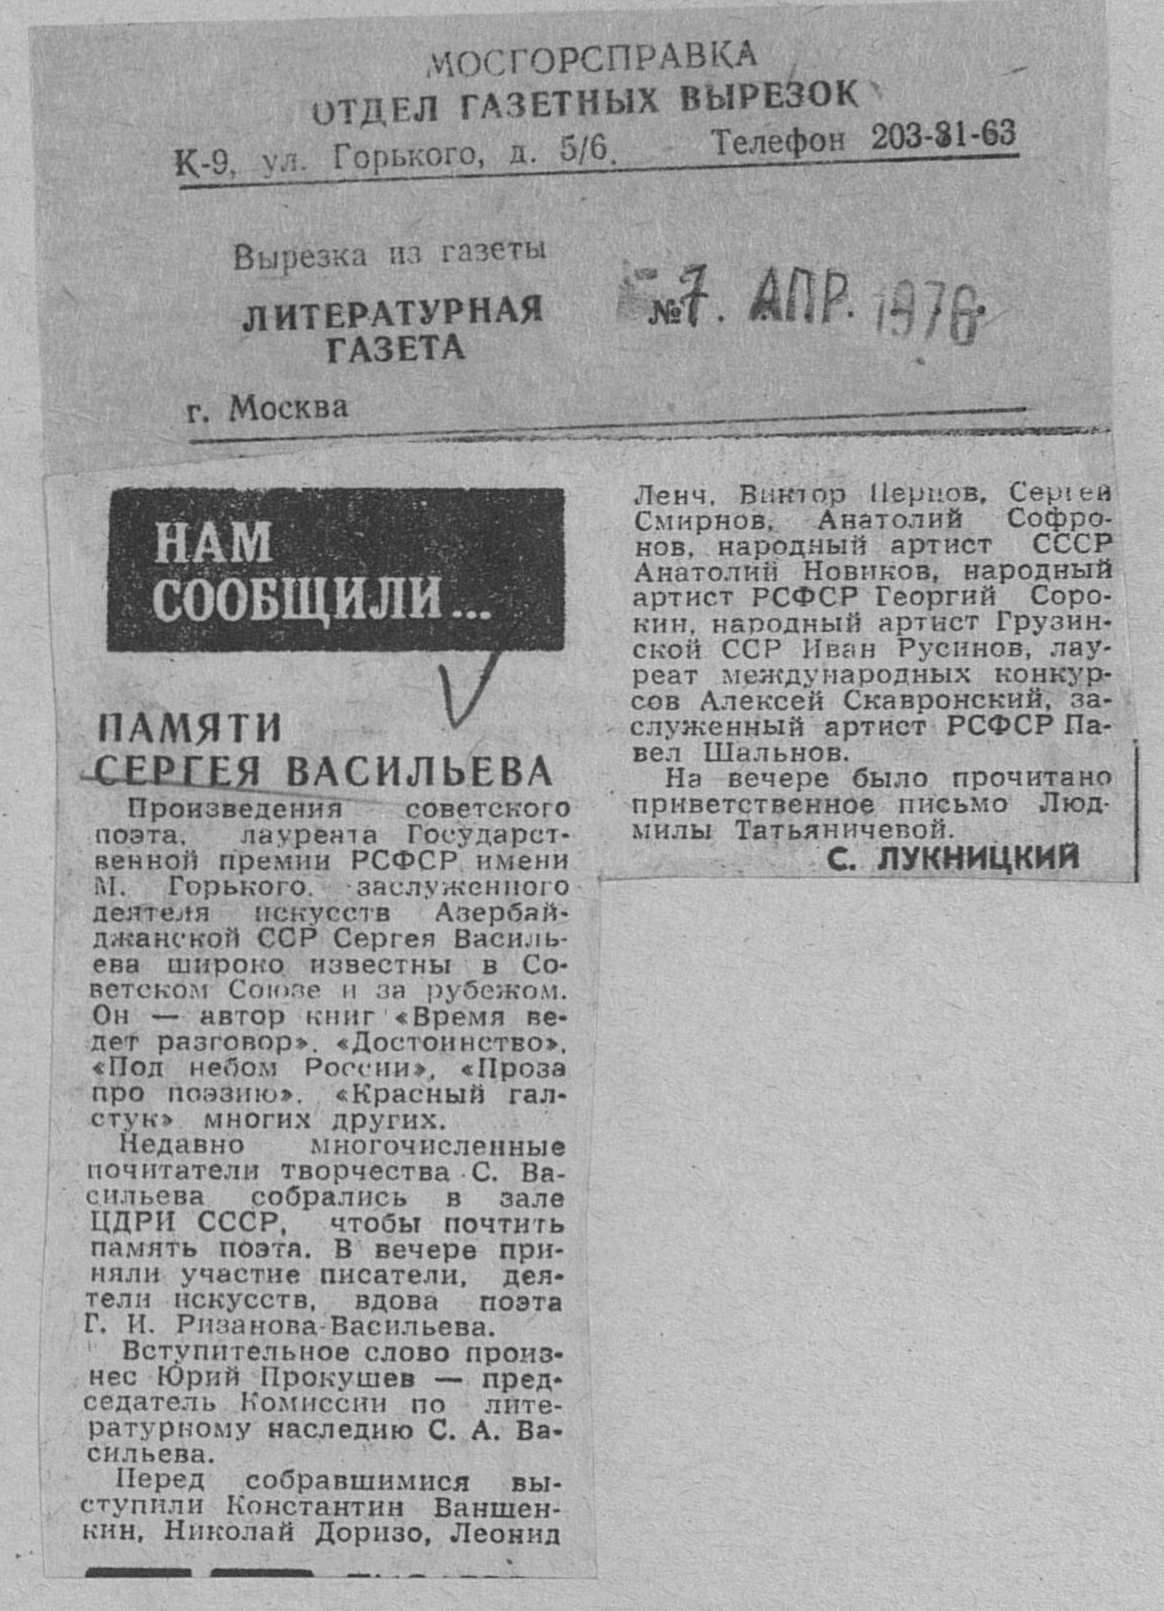 МОСГОРСПРАВКА
ОТДЕЛ ГАЗЕТНЫХ ВЫРЕЗОК
К-9, ул. Горького, д. 5/6. Телефон 203-81-63
Вырезка из газеты
ЛИТЕРАТУРНАЯ
ГАЗЕТА
№ 7. АПР. 1976.
г. Москва
НАМ
СООБЩИЛИ...
ПАМЯТИ
СЕРГЕЯ ВАСИЛЬЕВА
Произведения советского
поэта, лауреата Государст-
венной премии РСФСР имени
М. Горького, заслуженного
деятеля искусств Азербай-
джанской ССР Сергея Василь-
ева широко известны в Со-
ветском Союзе и за рубежом.
Он — автор книг «Время ве-
дет разговор», «Достоинство»,
«Под небом России», «Проза
про поэзию», «Красный гал-
стук» многих других.
Недавно многочисленные
почитатели творчества С. Ва-
сильева собрались в зале
ЦДРИ СССР, чтобы почтить
память поэта. В вечере при-
няли участие писатели, дея-
тели искусств, вдова поэта
Г. И. Ризанова-Васильева.
Вступительное слово произ-
нес Юрий Прокушев — пред-
седатель Комиссии по лите-
ратурному наследию С. А. Ва-
сильева.
Перед собравшимися вы-
ступили Константин Ваншен-
кин, Николай Доризо, Леонид
Ленч, Виктор Перцов, Сергей
Смирнов, Анатолий Софро-
нов, народный артист СССР
Анатолий Новиков, народный
артист РСФСР Георгий Соро-
кин, народный артист Грузин-
ской ССР Иван Русинов, лау-
реат международных конкур-
сов Алексей Скавронский, за-
служенный артист РСФСР Па-
вел Шальнов.
На вечере было прочитано
приветственное письмо Люд-
милы Татьяничевой.
С. ЛУКНИЦКИЙ